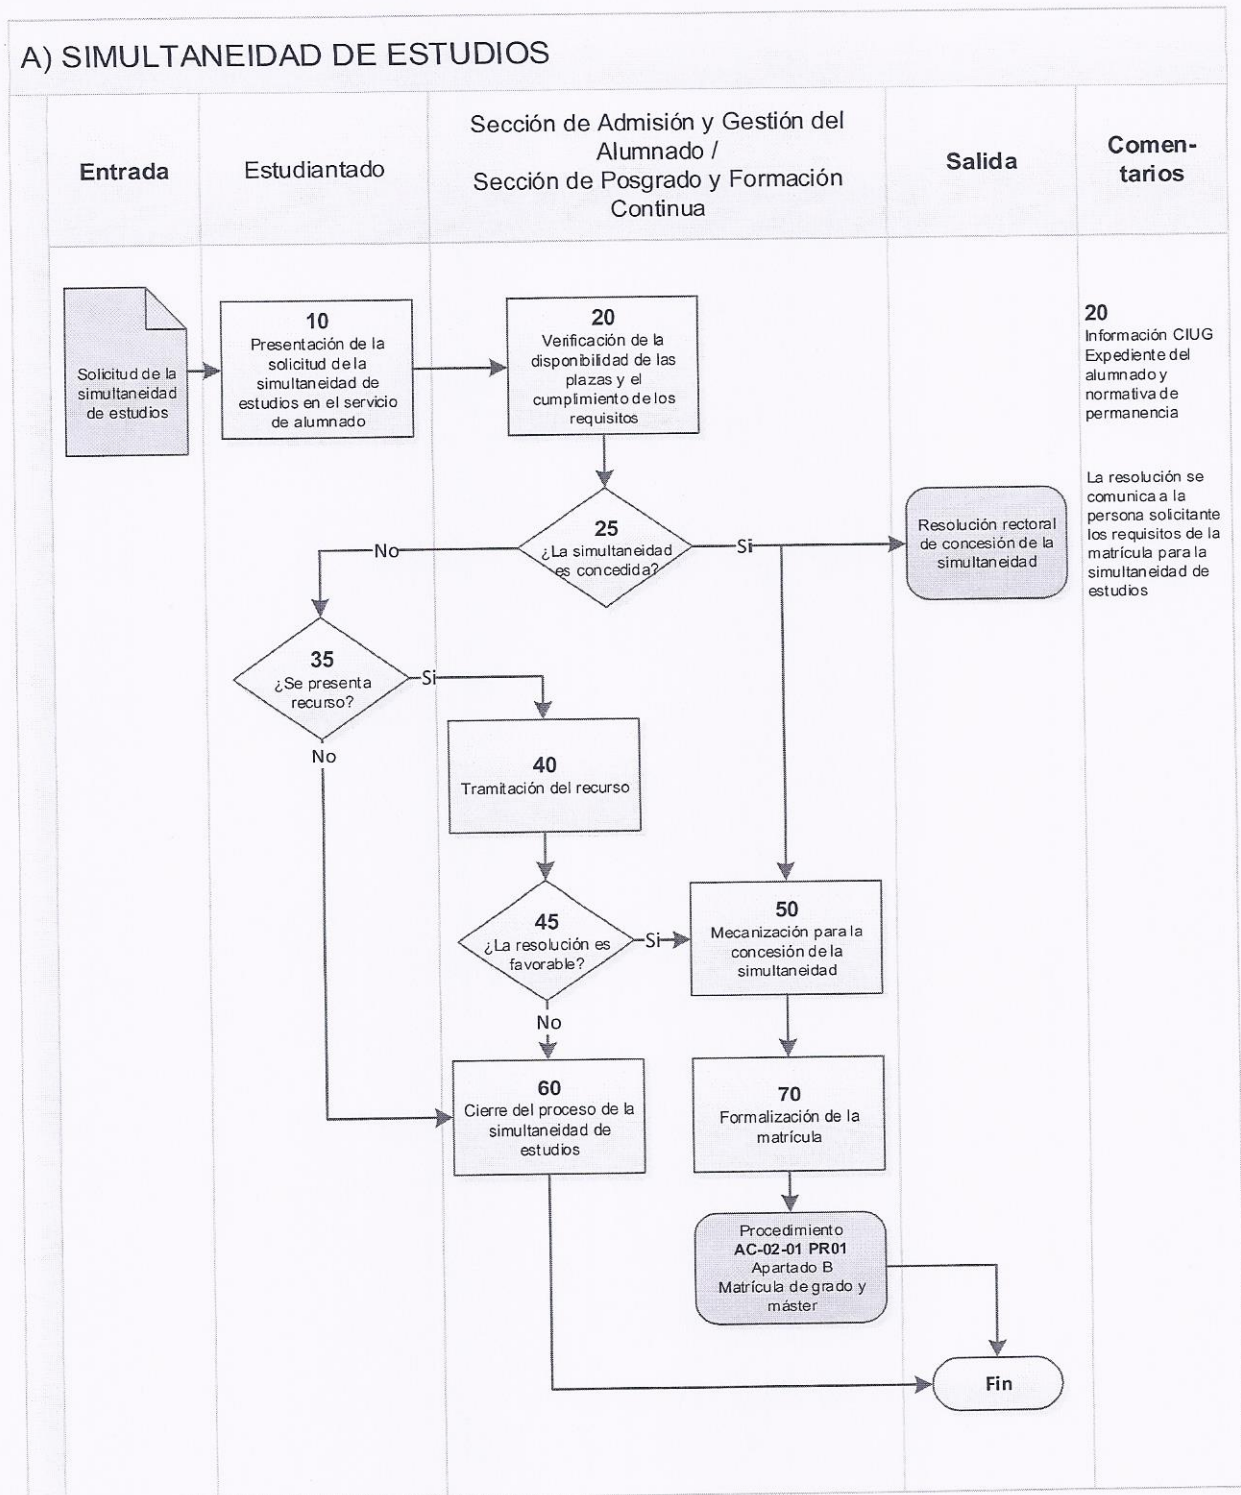 A) SIMULTANEIDAD DE ESTUDIOS
Entrada
Estudiantado
Sección de Admisión y Gestión del
Alumnado /
Sección de Posgrado y Formación
Continua
Salida
Comen-
tarios
Solicitud de la
simultaneidad
de estudios
10
Presentación de la
solicitud de la
simultaneidad de
estudios en el servicio
de alumnado
20
Verificación de la
disponibilidad de las
plazas y el
cumplimiento de los
requisitos
20
Información CIUG
Expediente del
alumnado y
normativa de
permanencia
25
¿La simultaneidad
es concedida?
No
Si
Resolución rectoral
de concesión de la
simultaneidad
La resolución se
comunica a la
persona solicitante
los requisitos de la
matrícula para la
simultaneidad de
estudios
35
¿Se presenta
recurso?
Si
No
40
Tramitación del recurso
45
¿La resolución es
favorable?
Si
No
50
Mecanización para la
concesión de la
simultaneidad
60
Cierre del proceso de la
simultaneidad de
estudios
70
Formalización de la
matrícula
Procedimiento
AC-02-01 PR01
Apartado B
Matrícula de grado y
máster
Fin